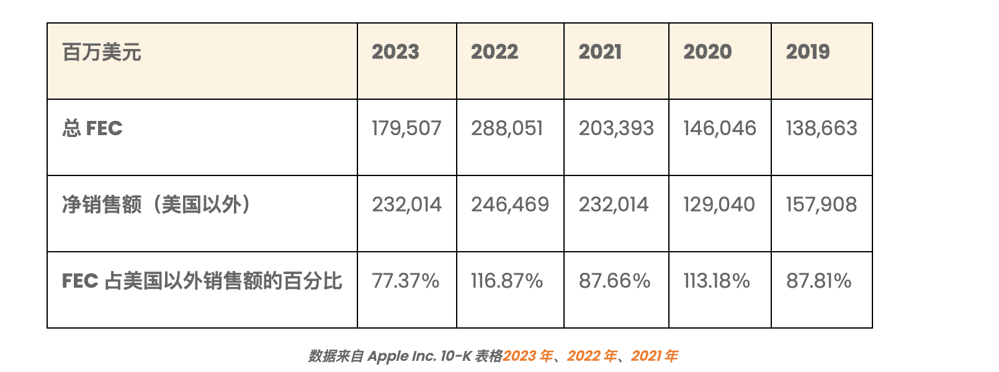 百万美元 2023 2022 2021 2020 2019
总 FEC 179,507 288,051 203,393 146,046 138,663
净销售额（美国以外） 232,014 246,469 232,014 129,040 157,908
FEC 占美国以外销售额的百分比 77.37% 116.87% 87.66% 113.18% 87.81%
数据来自 Apple Inc. 10-K 表格2023 年、2022 年、2021 年